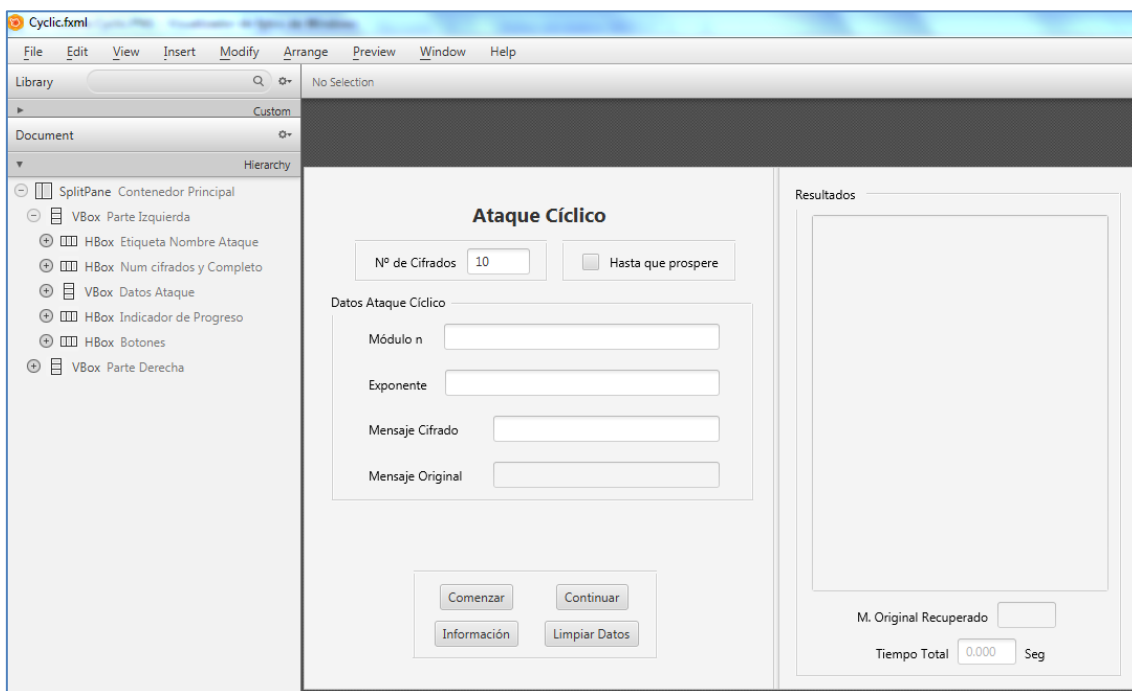 Cyclic.fxml
File Edit View Insert Modify Arrange Preview Window Help
Library
No Selection
Custom
Document
Hierarchy
SplitPane Contenedor Principal
VBox Parte Izquierda
HBox Etiqueta Nombre Ataque
HBox Num cifrados y Completo
VBox Datos Ataque
HBox Indicador de Progreso
HBox Botones
VBox Parte Derecha
Ataque Cíclico
Nº de Cifrados 10 Hasta que prospere
Datos Ataque Cíclico
Módulo n
Exponente
Mensaje Cifrado
Mensaje Original
Comenzar Continuar
Información Limpiar Datos
Resultados
M. Original Recuperado
Tiempo Total 0.000 Seg